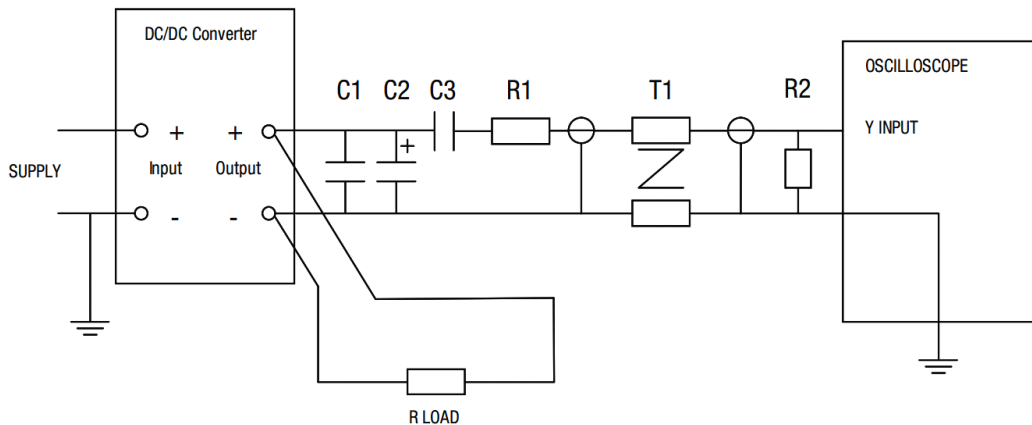 DC/DC Converter
OSCILLOSCOPE
C1 C2 C3 R1 T1 R2
+ + + Y INPUT
Input Output
SUPPLY
- -
R LOAD